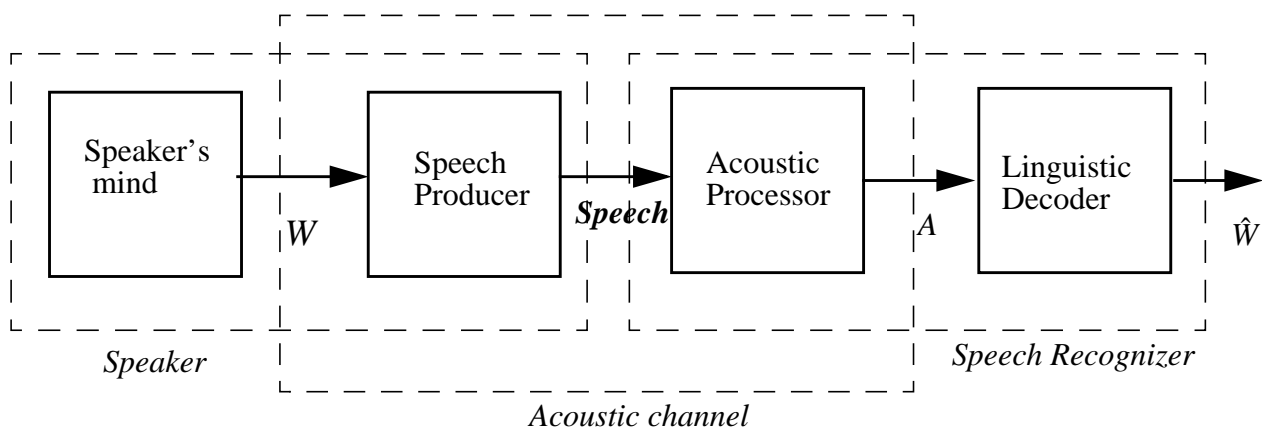 Speaker’s
mind
Speech
Producer
Acoustic
Processor
Linguistic
Decoder
W
Speech
A
Ŵ
Speaker
Speech Recognizer
Acoustic channel